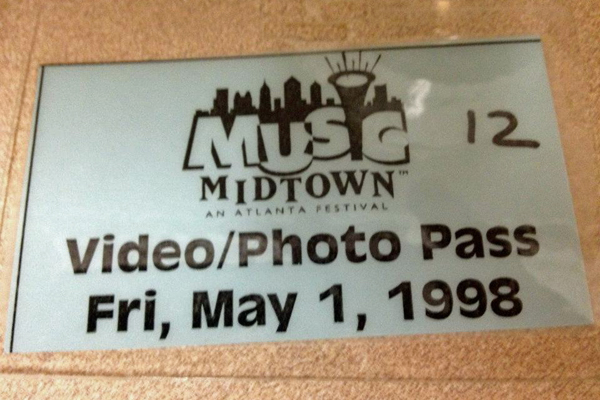 MUSIC
12
MIDTOWN™
AN ATLANTA FESTIVAL
Video/Photo Pass
Fri, May 1, 1998